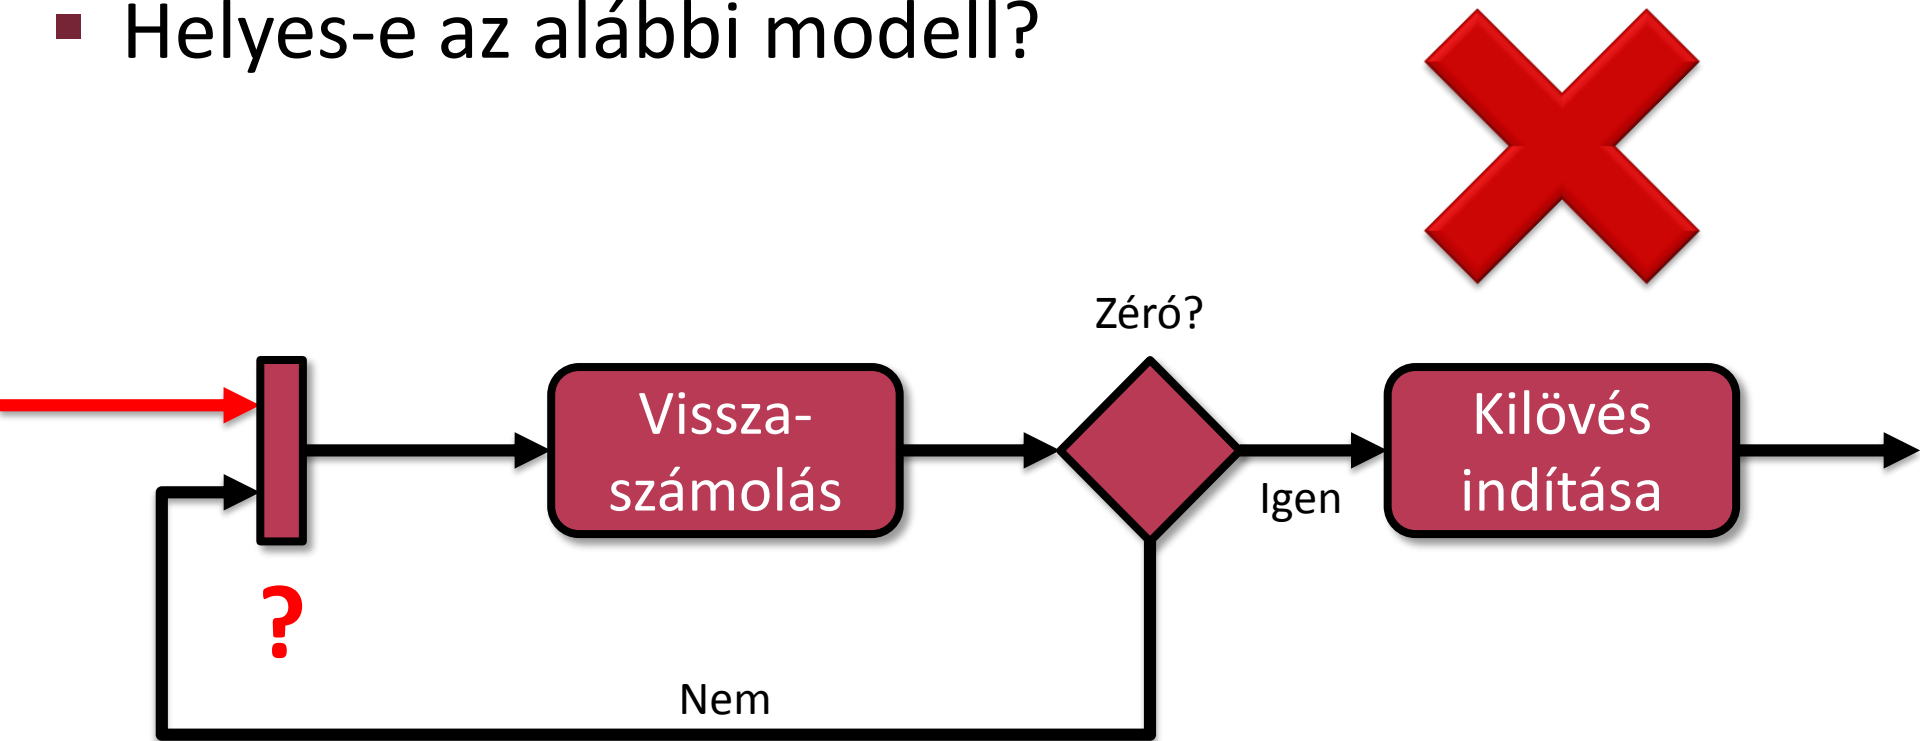 Helyes-e az alábbi modell?
Zéró?
Vissza-
számolás
Kilövés
indítása
Igen
?
Nem